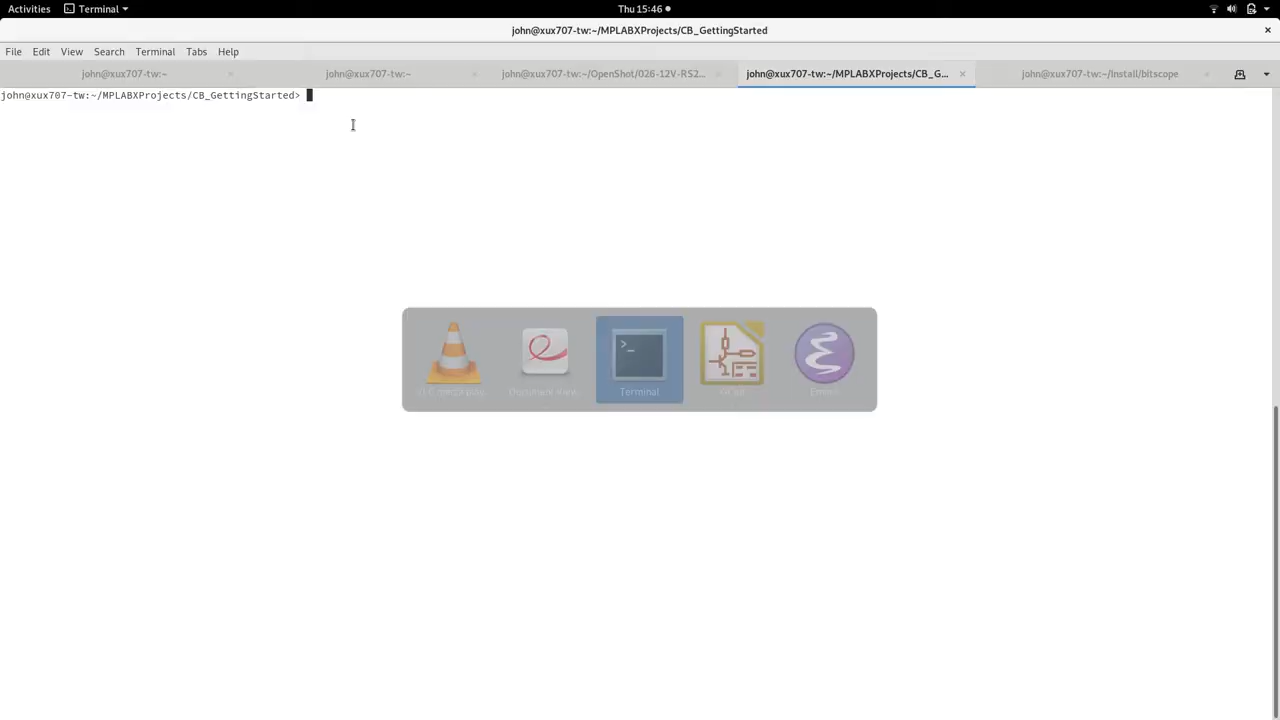 Activities Terminal Thu 15:46
john@xux707-tw:~/MPLABXProjects/CB_GettingStarted
File Edit View Search Terminal Tabs Help
john@xux707-tw:~ john@xux707-tw:~ john@xux707-tw:~/OpenShot/026-12V-RS2... john@xux707-tw:~/MPLABXProjects/CB_G... john@xux707-tw:~/Install/bitscope
john@xux707-tw:~/MPLABXProjects/CB_GettingStarted>
Terminal